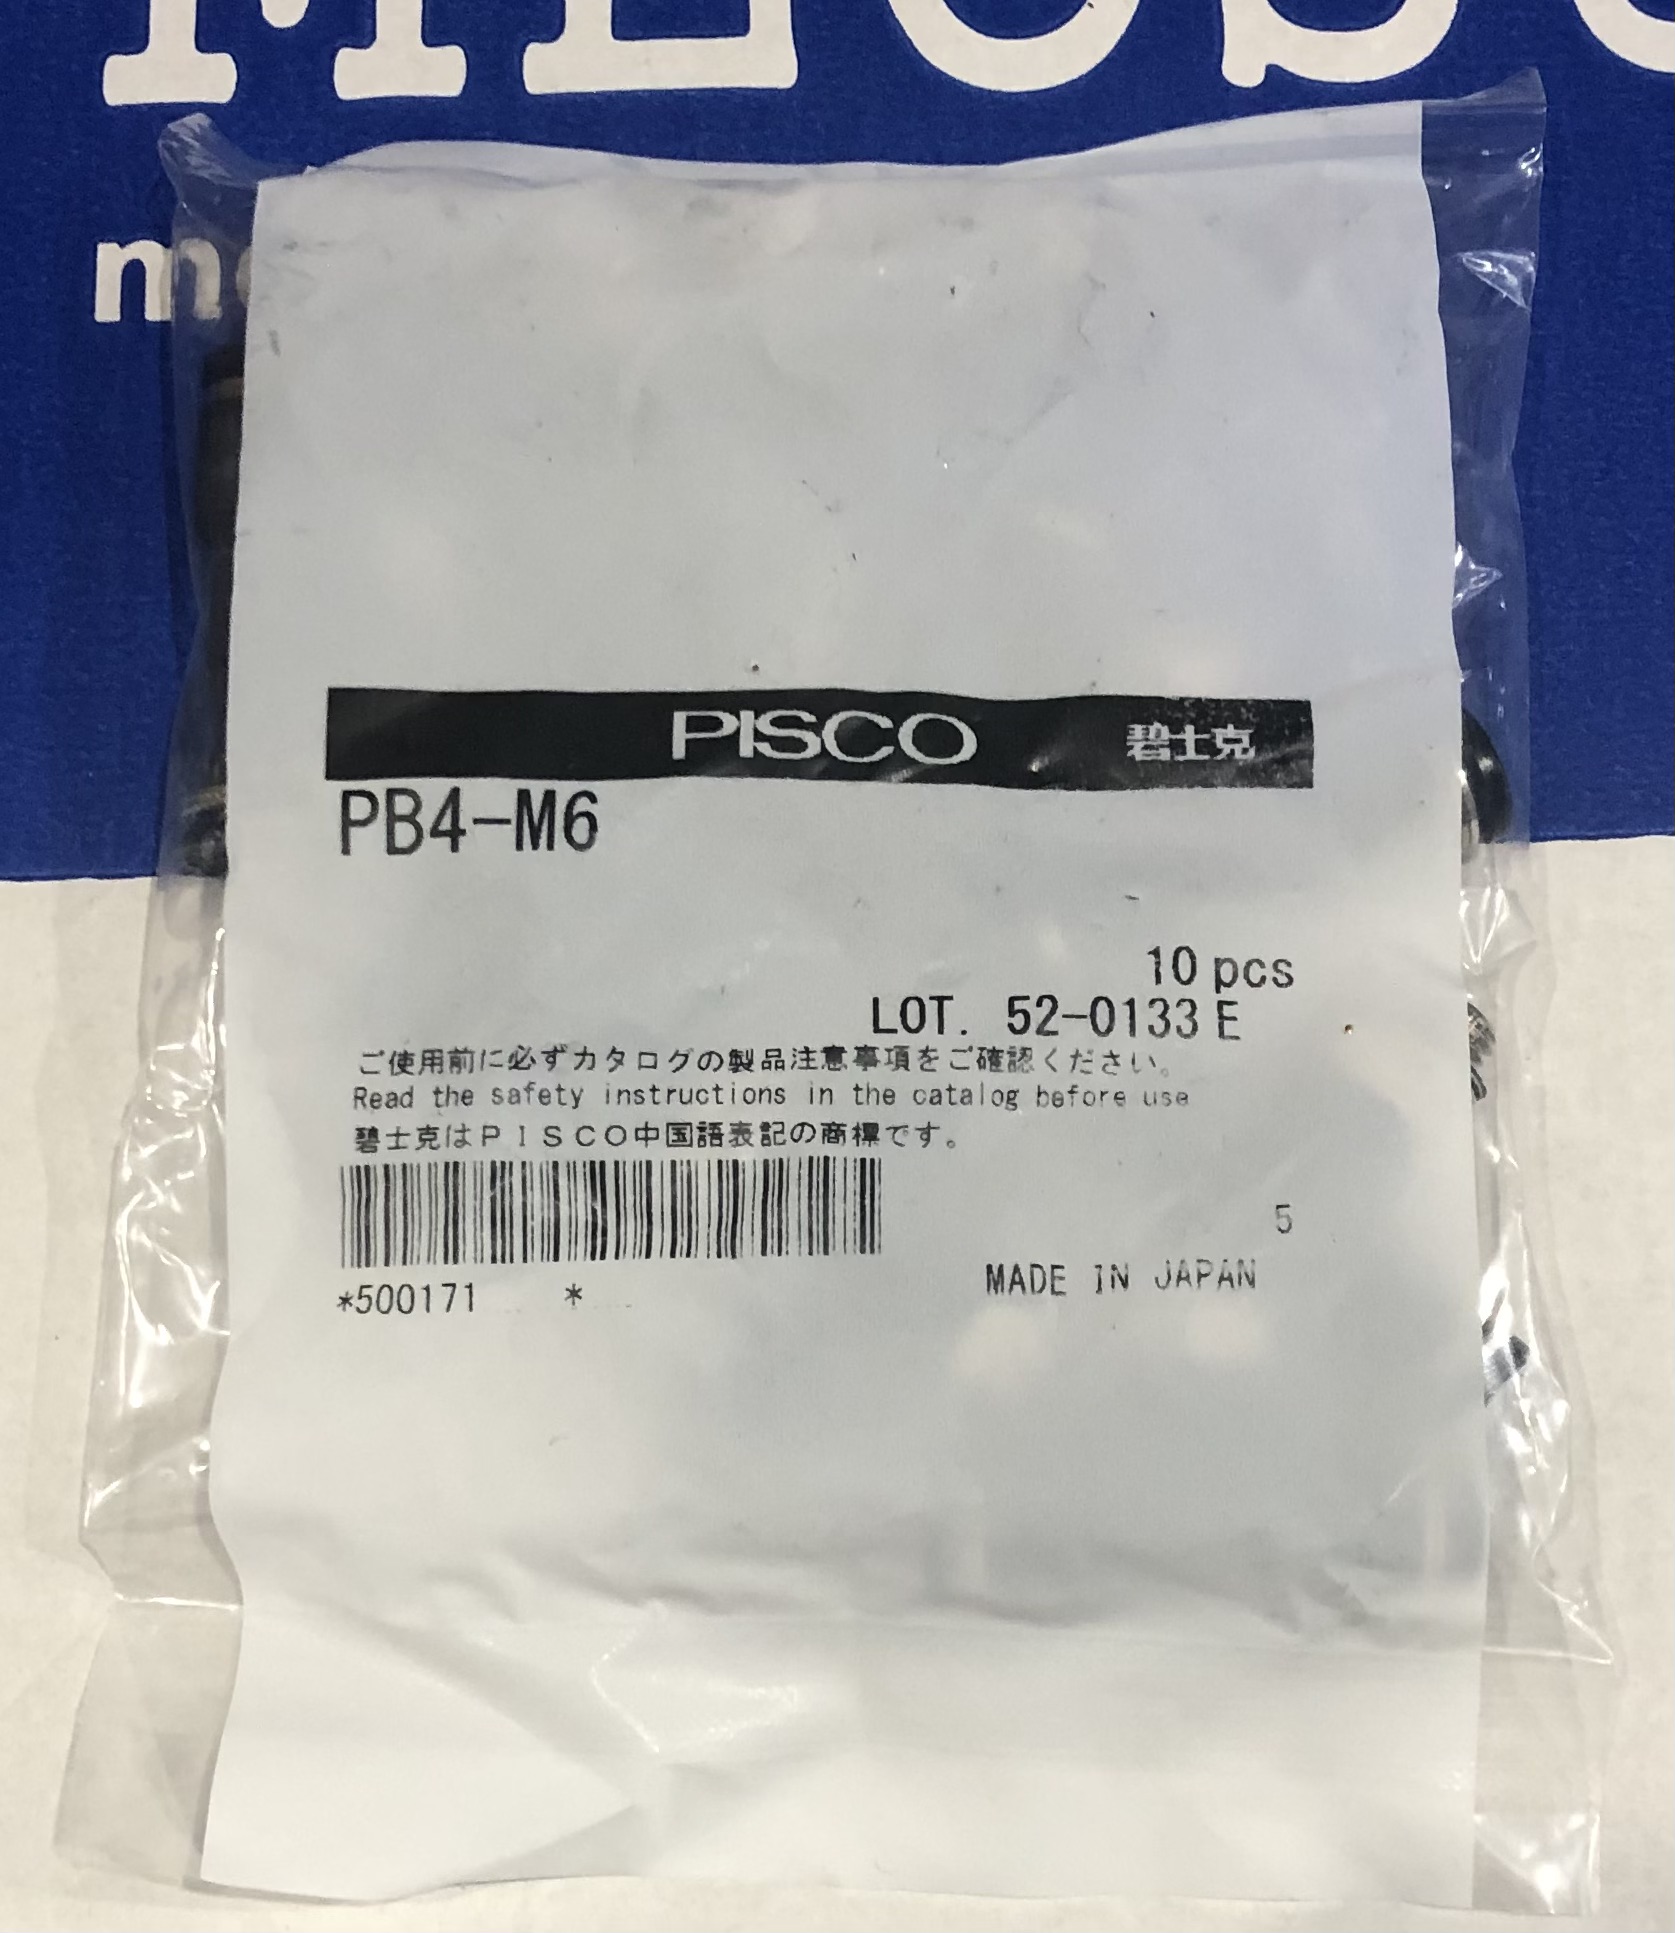 PISCO 碧士克
PB4-M6
10 pcs
LOT. 52-0133 E
ご使用前に必ずカタログの製品注意事項をご確認ください。
Read the safety instructions in the catalog before use
碧士克はＰＩＳＣＯ中国語表記の商標です。
5
*500171 *
MADE IN JAPAN